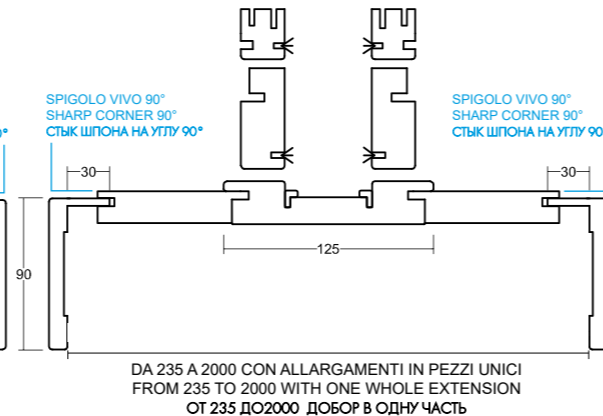 SPIGOLO VIVO 90°
SHARP CORNER 90°
СТЫК ШПОНА НА УГЛУ 90°
SPIGOLO VIVO 90°
SHARP CORNER 90°
СТЫК ШПОНА НА УГЛУ 90
30
30
125
90
DA 235 A 2000 CON ALLARGAMENTI IN PEZZI UNICI
FROM 235 TO 2000 WITH ONE WHOLE EXTENSION
ОТ 235 ДО2000 ДОБОР В ОДНУ ЧАСТЬ